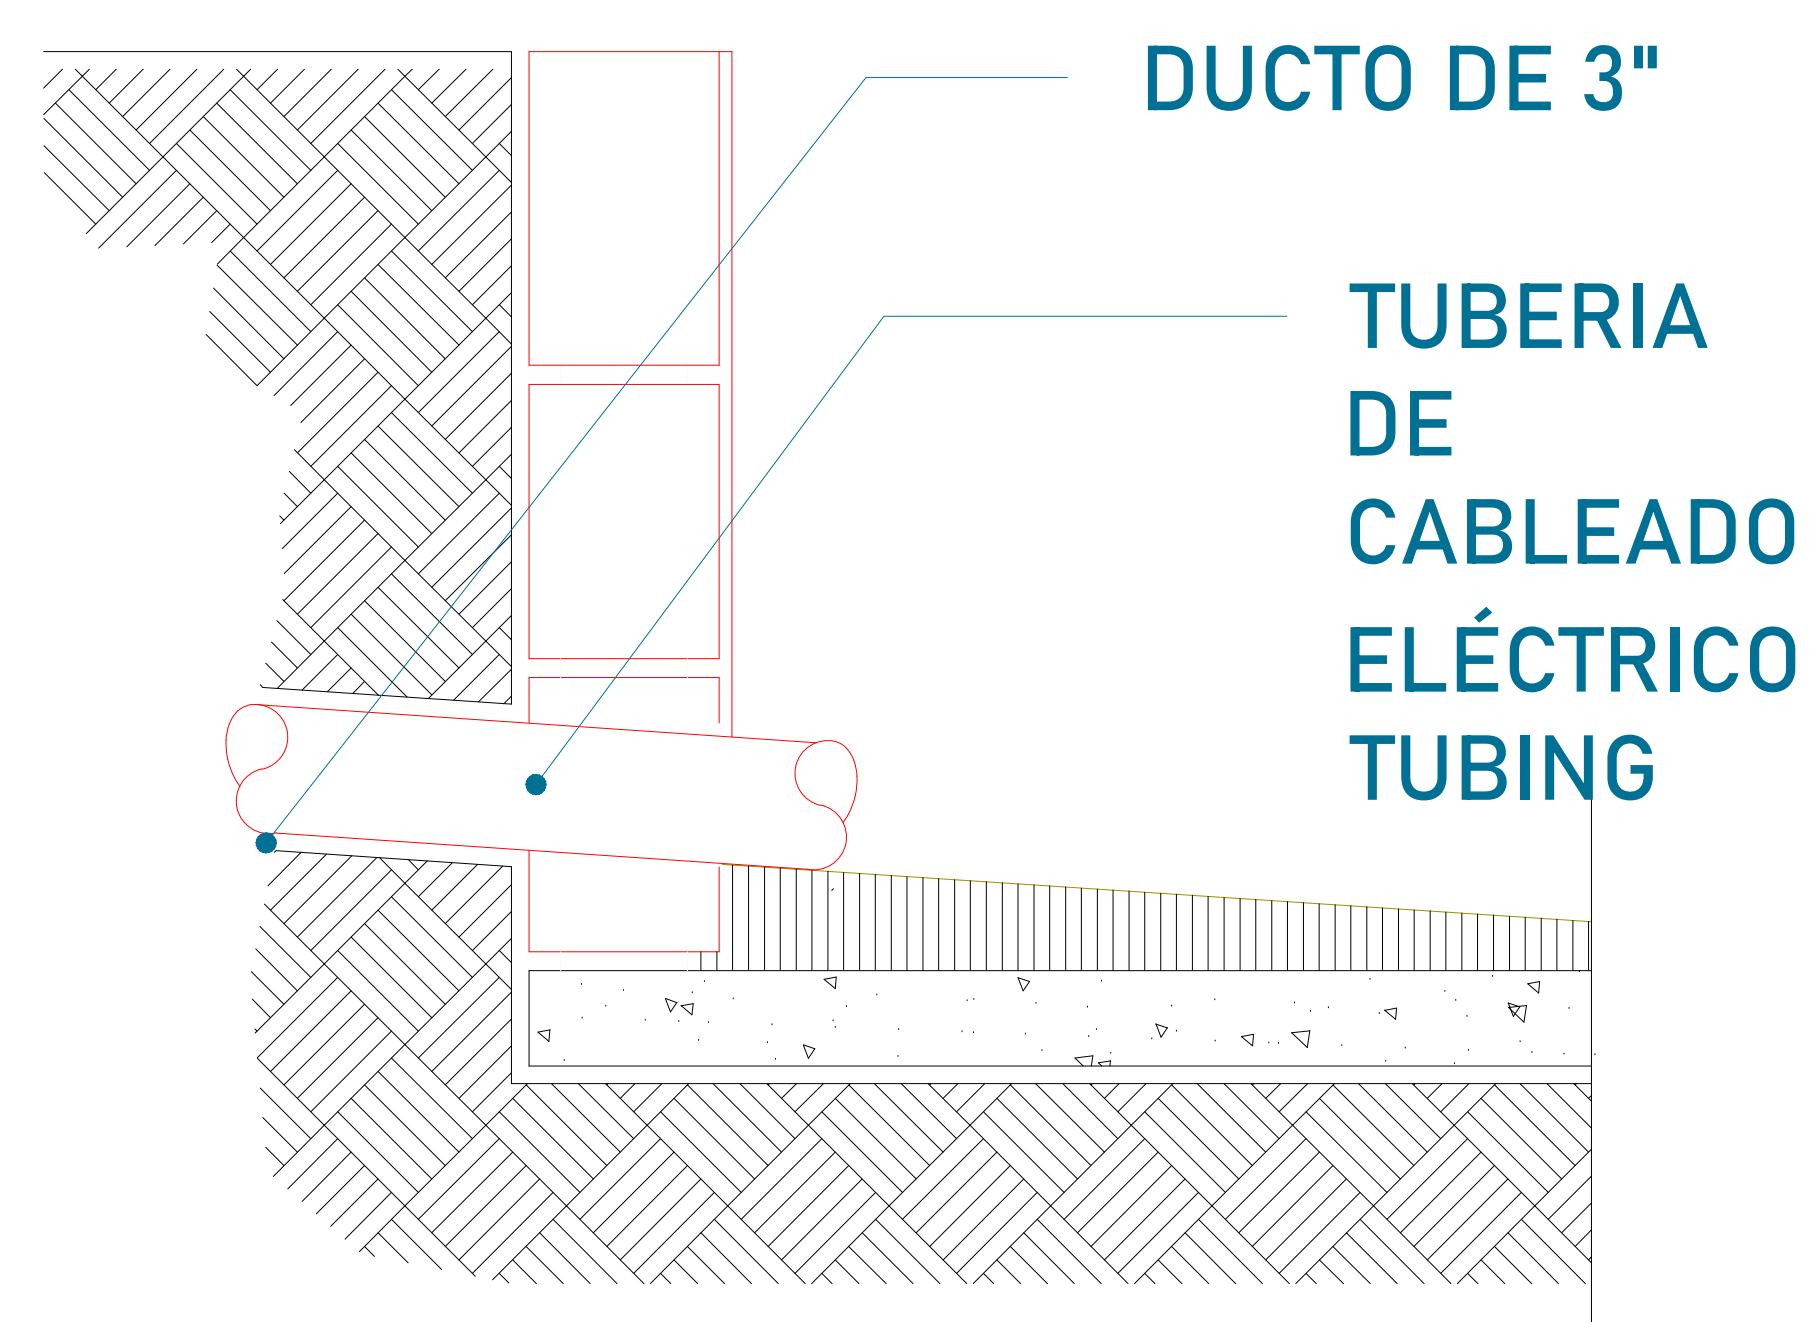 DUCTO DE 3"
TUBERIA
DE
CABLEADO
ELÉCTRICO
TUBING